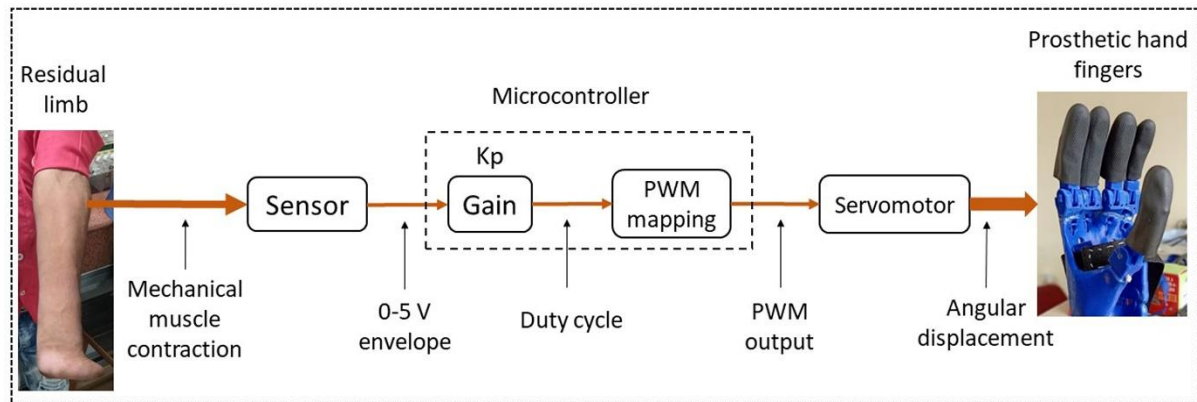 Residual
limb
Mechanical
muscle
contraction
Sensor
0-5 V
envelope
Microcontroller
Kp
Gain
Duty cycle
PWM
mapping
PWM
output
Servomotor
Angular
displacement
Prosthetic hand
fingers